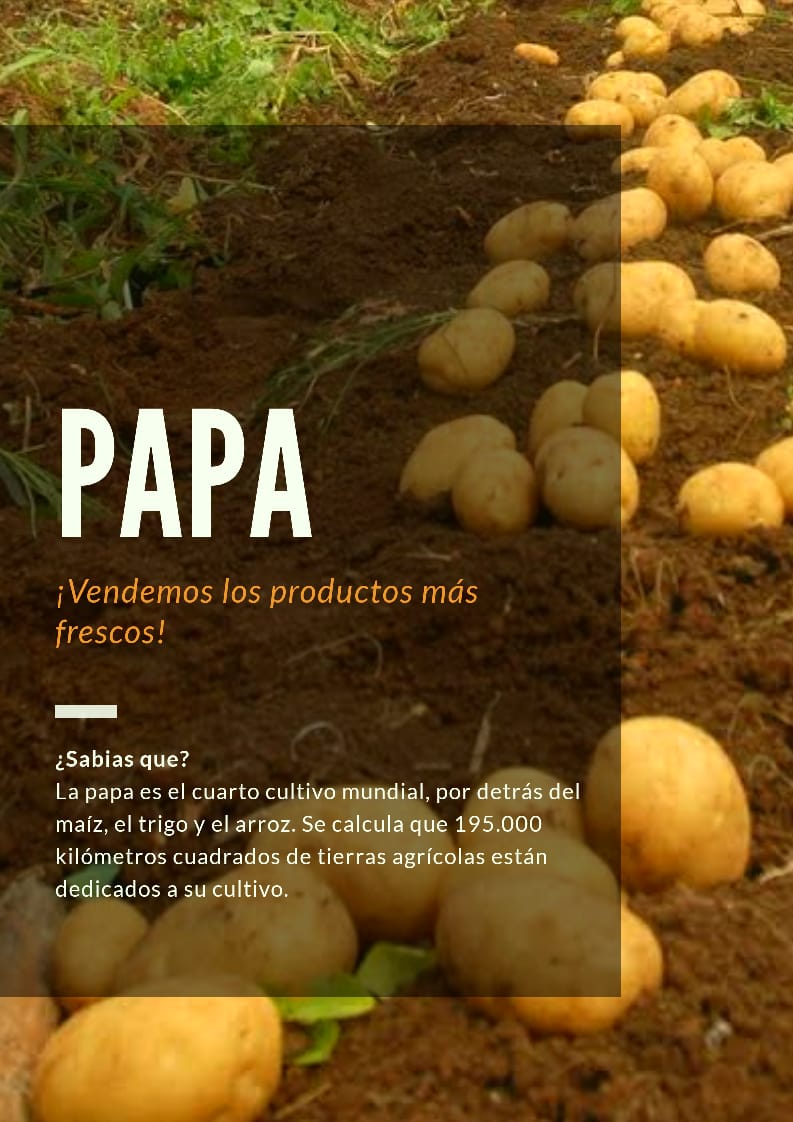 PAPA
¡Vendemos los productos más
frescos!
¿Sabias que?
La papa es el cuarto cultivo mundial, por detrás del
maíz, el trigo y el arroz. Se calcula que 195.000
kilómetros cuadrados de tierras agrícolas están
dedicados a su cultivo.